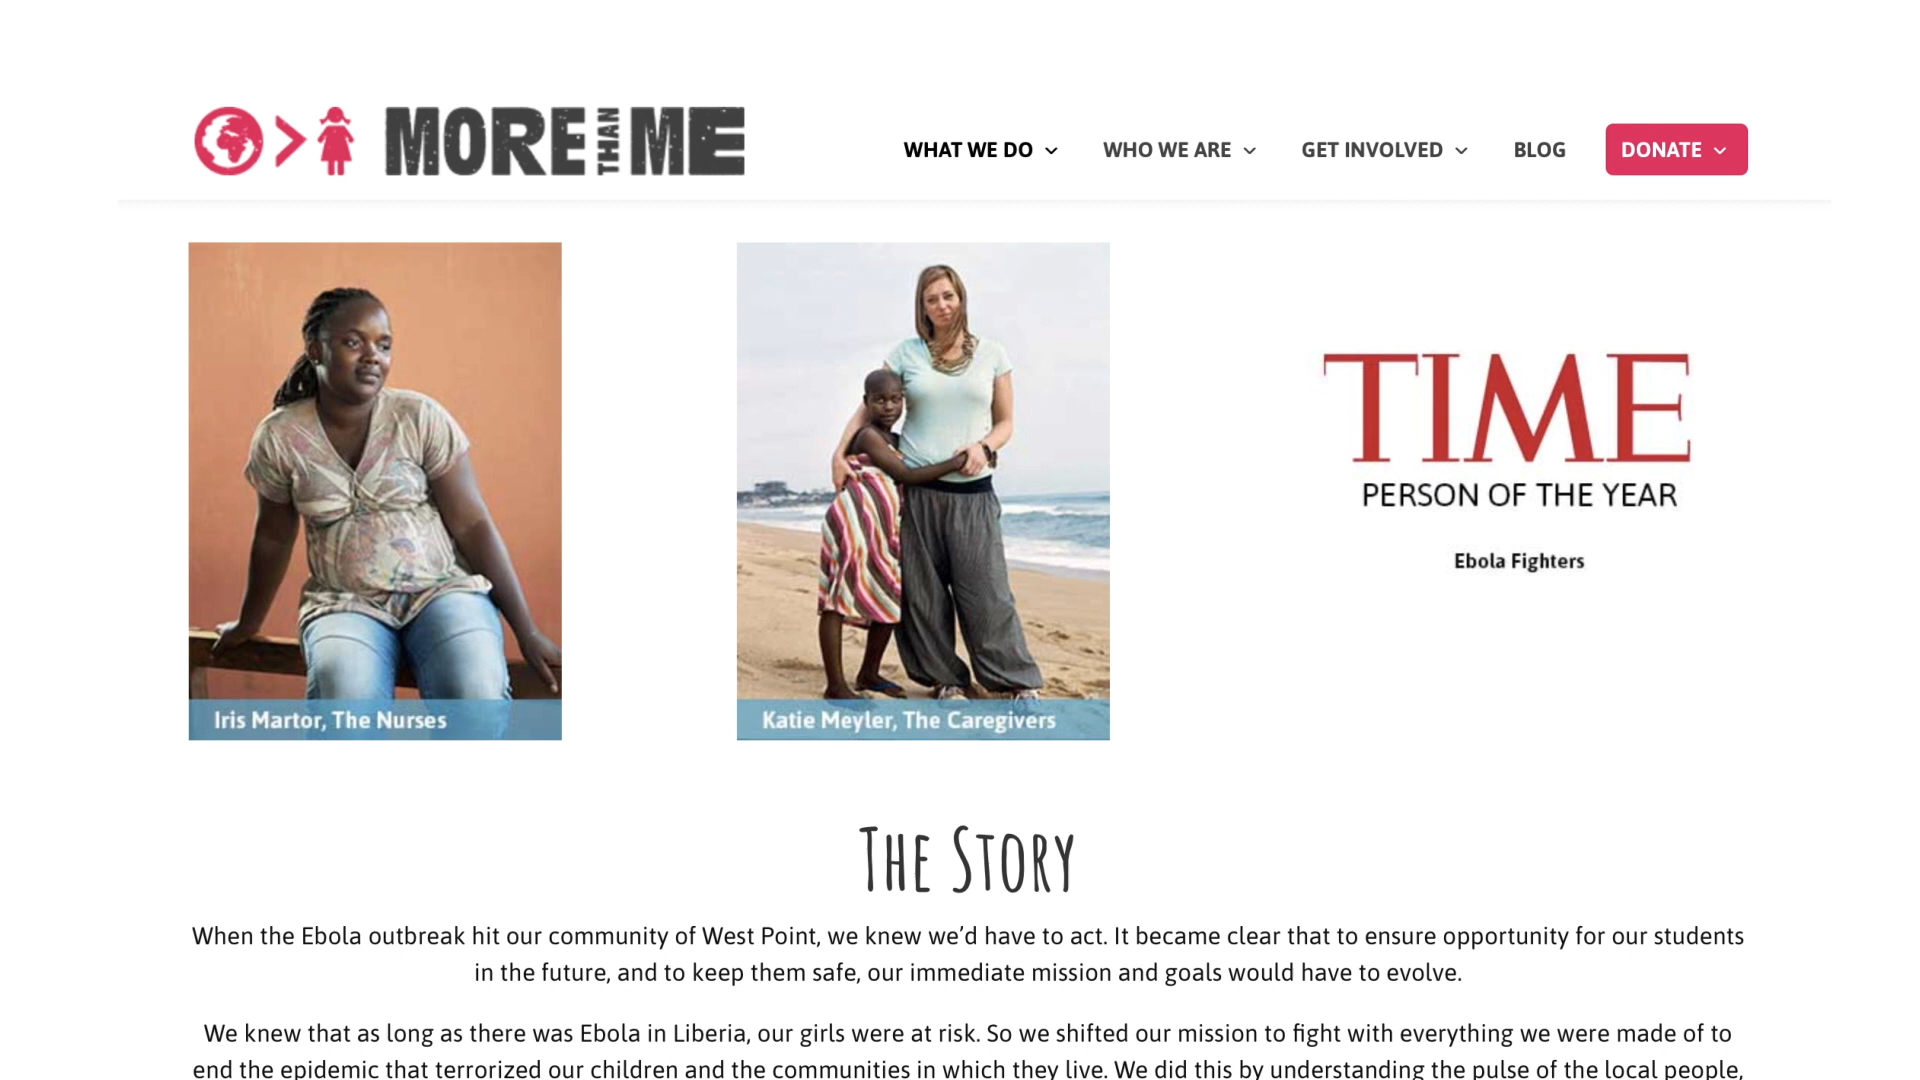 MORE THAN ME
WHAT WE DO
WHO WE ARE
GET INVOLVED
BLOG
DONATE
Iris Martor, The Nurses
Katie Meyler, The Caregivers
TIME
PERSON OF THE YEAR
Ebola Fighters
The Story
When the Ebola outbreak hit our community of West Point, we knew we’d have to act. It became clear that to ensure opportunity for our students
in the future, and to keep them safe, our immediate mission and goals would have to evolve.
We knew that as long as there was Ebola in Liberia, our girls were at risk. So we shifted our mission to fight with everything we were made of to
end the epidemic that terrorized our children and the communities in which they live. We did this by understanding the pulse of the local people,